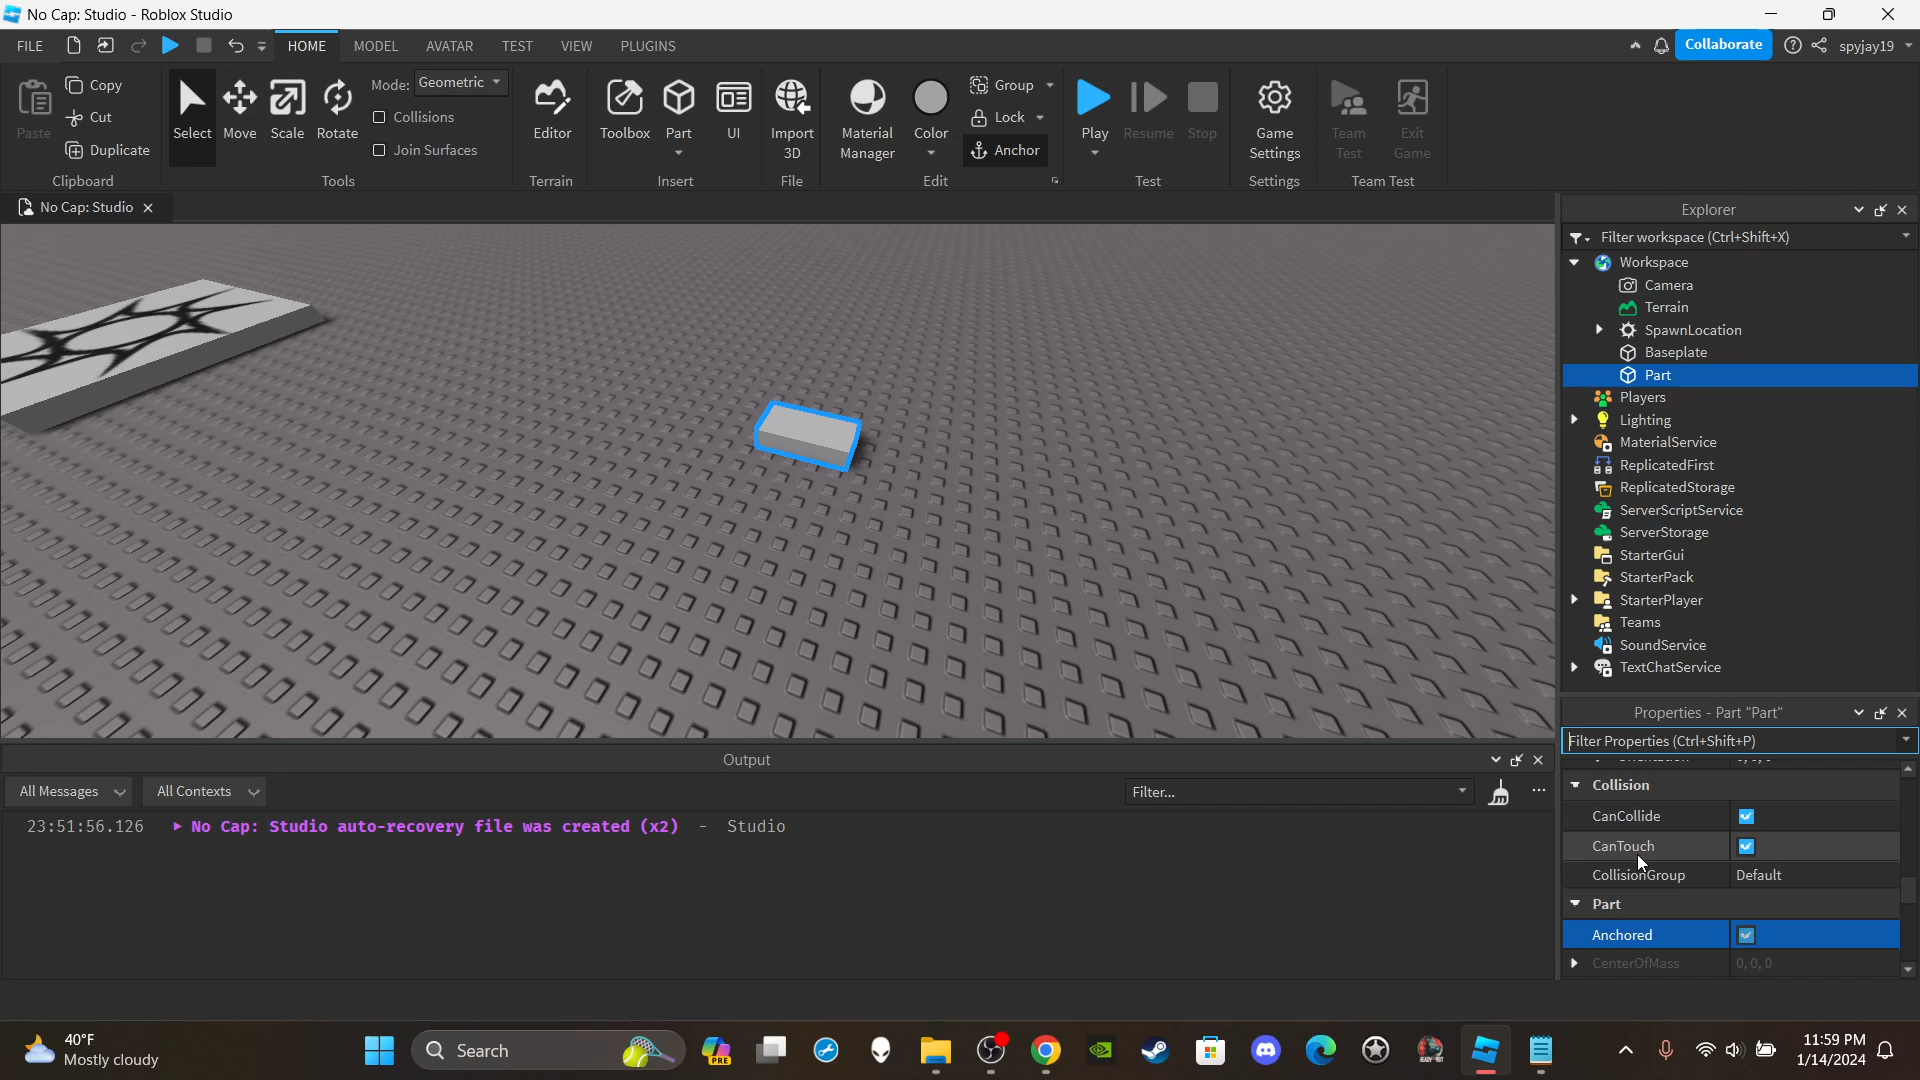 No Cap: Studio - Roblox Studio
FILE HOME MODEL AVATAR TEST VIEW PLUGINS Collaborate spyjay19
Paste Copy Cut Duplicate Clipboard
Select Move Scale Rotate Mode: Geometric Collisions Join Surfaces Tools
Editor Terrain
Toolbox Part UI Insert
Import 3D File
Material Manager Color Group Lock Anchor Edit
Play Resume Stop Test
Game Settings Settings
Team Test Exit Game Team Test
No Cap: Studio
Explorer
Filter workspace (Ctrl+Shift+X)
Workspace
Camera
Terrain
SpawnLocation
Baseplate
Part
Players
Lighting
MaterialService
ReplicatedFirst
ReplicatedStorage
ServerScriptService
ServerStorage
StarterGui
StarterPack
StarterPlayer
Teams
SoundService
TextChatService
Properties - Part "Part"
Filter Properties (Ctrl+Shift+P)
Collision
CanCollide
CanTouch
CollisionGroup Default
Part
Anchored
CenterOfMass 0, 0, 0
Output
All Messages All Contexts Filter...
23:51:56.126 No Cap: Studio auto-recovery file was created (x2) - Studio
40°F
Mostly cloudy
Search
PRE
11:59 PM
1/14/2024